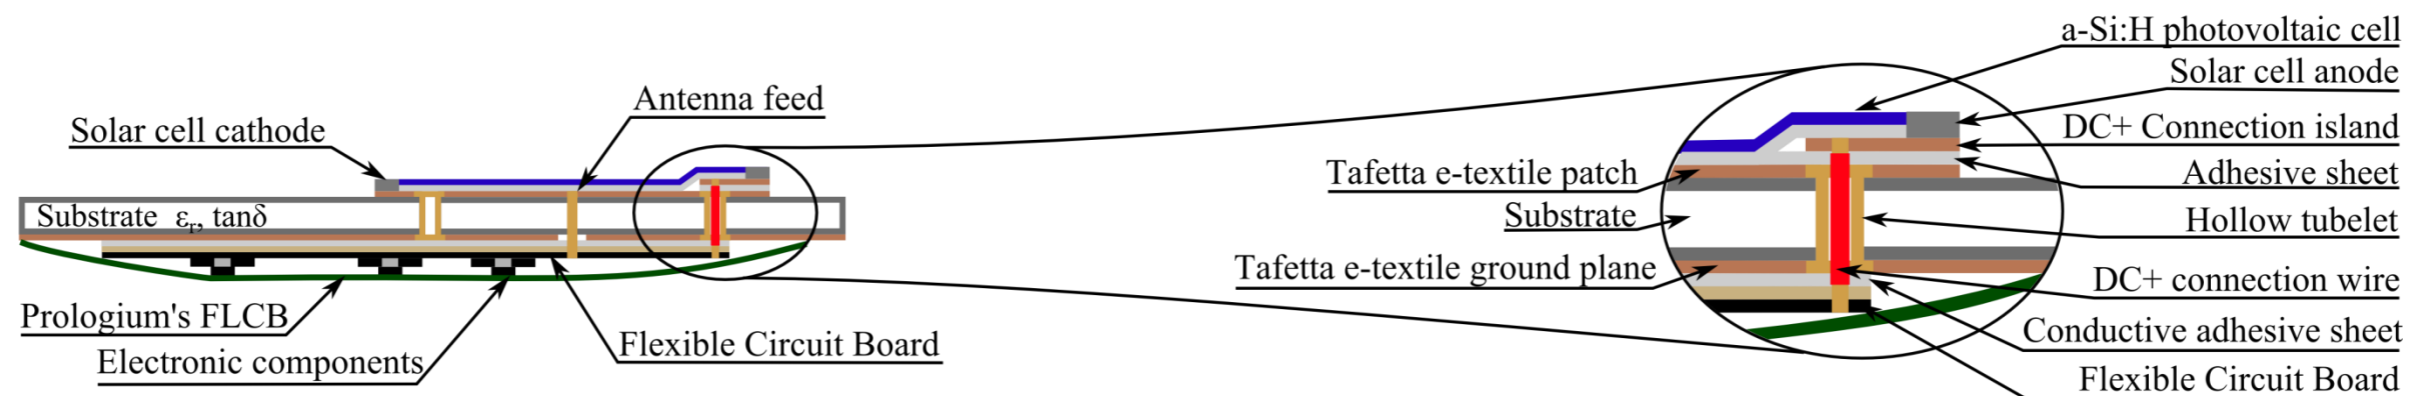 a-Si:H photovoltaic cell
Solar cell anode
Antenna feed
Solar cell cathode
DC+ Connection island
Tafetta e-textile patch
Adhesive sheet
Substrate εr, tanδ
Substrate
Hollow tubelet
Tafetta e-textile ground plane
DC+ connection wire
Prologium's FLCB
Conductive adhesive sheet
Flexible Circuit Board
Electronic components
Flexible Circuit Board